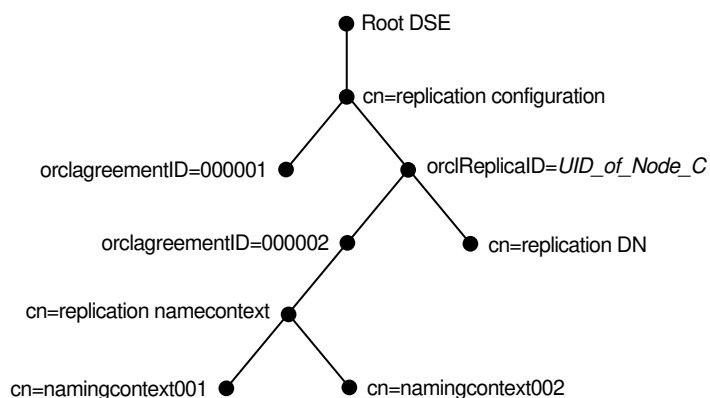 Root DSE
cn=replication configuration
orclagreementID=000001
orclReplicaID=UID_of_Node_C
orclagreementID=000002
cn=replication DN
cn=replication namecontext
cn=namingcontext001
cn=namingcontext002